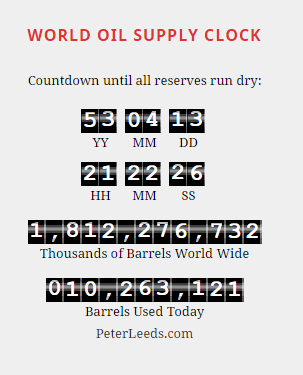 WORLD OIL SUPPLY CLOCK
Countdown until all reserves run dry:
53 04 13
YY MM DD
21 22 26
HH MM SS
1,812,276,732
Thousands of Barrels World Wide
010,263,121
Barrels Used Today
PeterLeeds.com